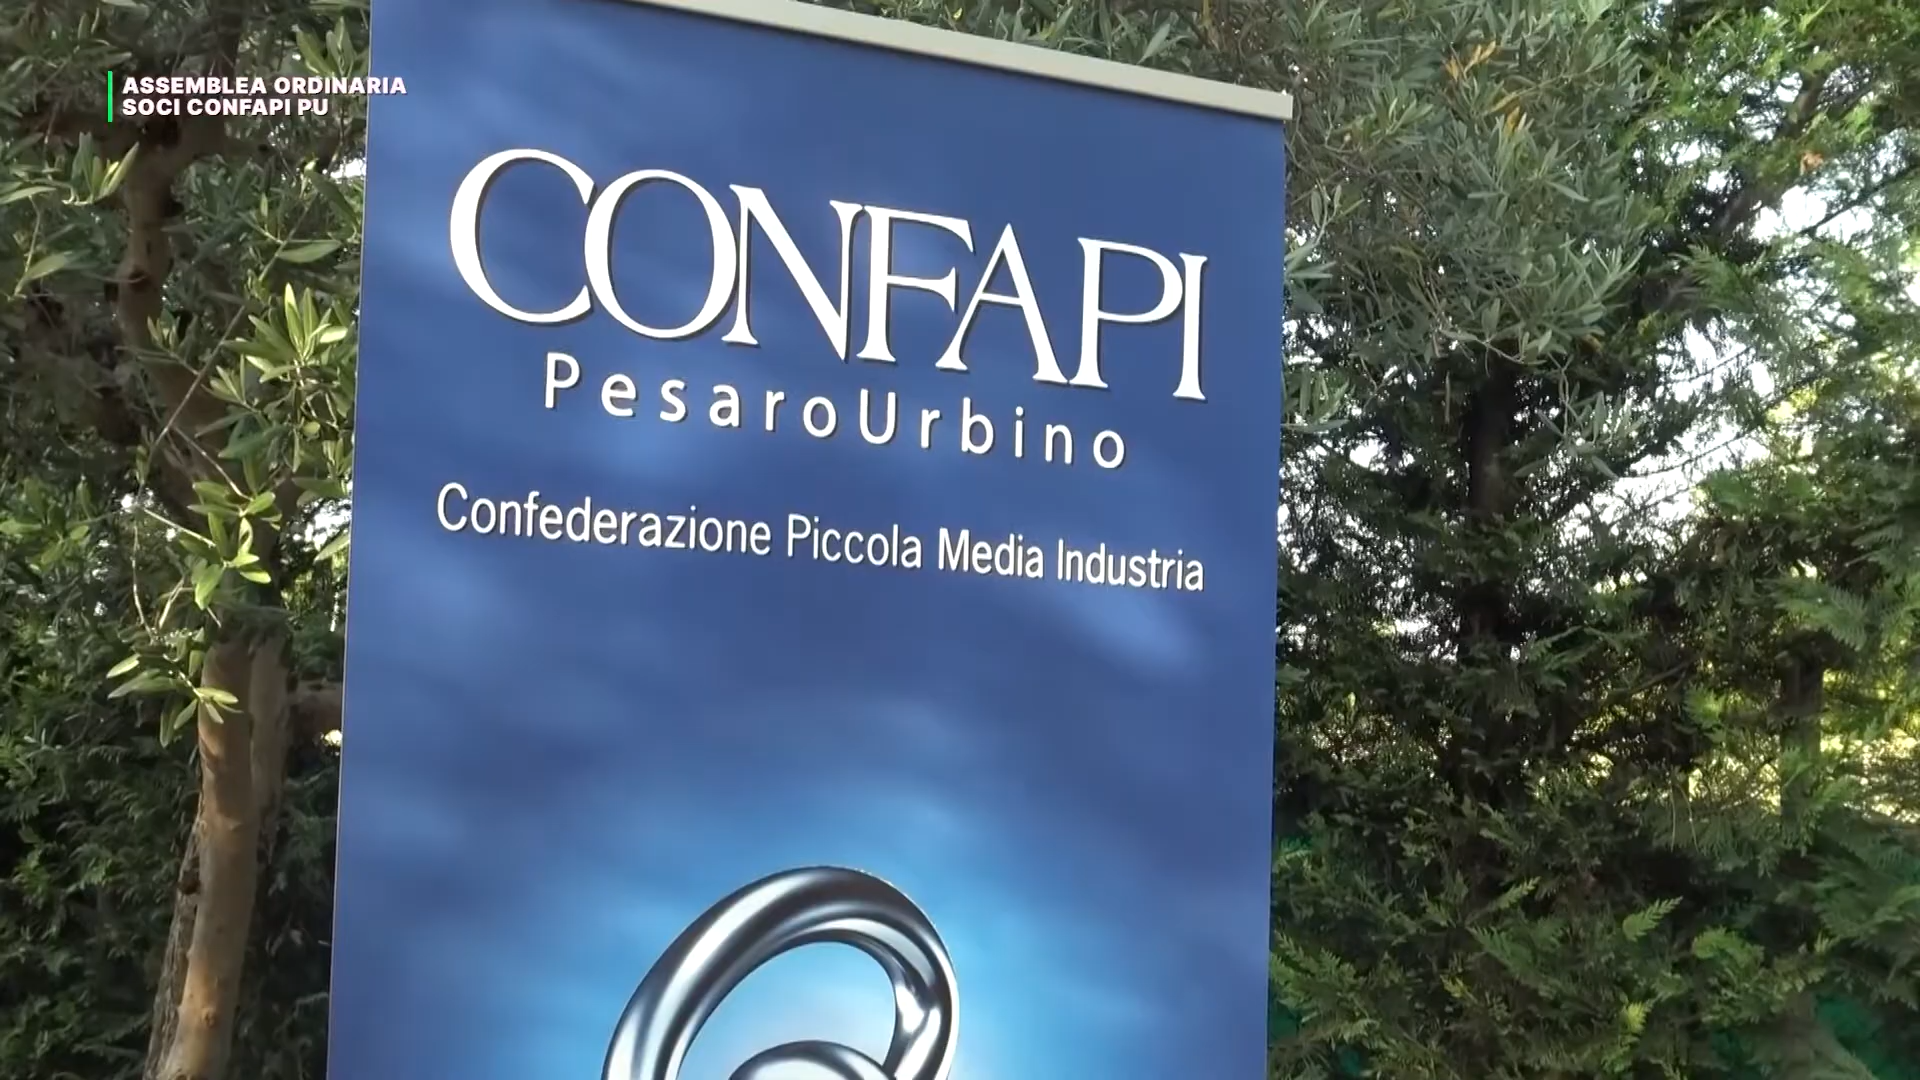 ASSEMBLEA ORDINARIA
SOCI CONFAPI PU
CONFAPI
PesaroUrbino
Confederazione Piccola Media Industria